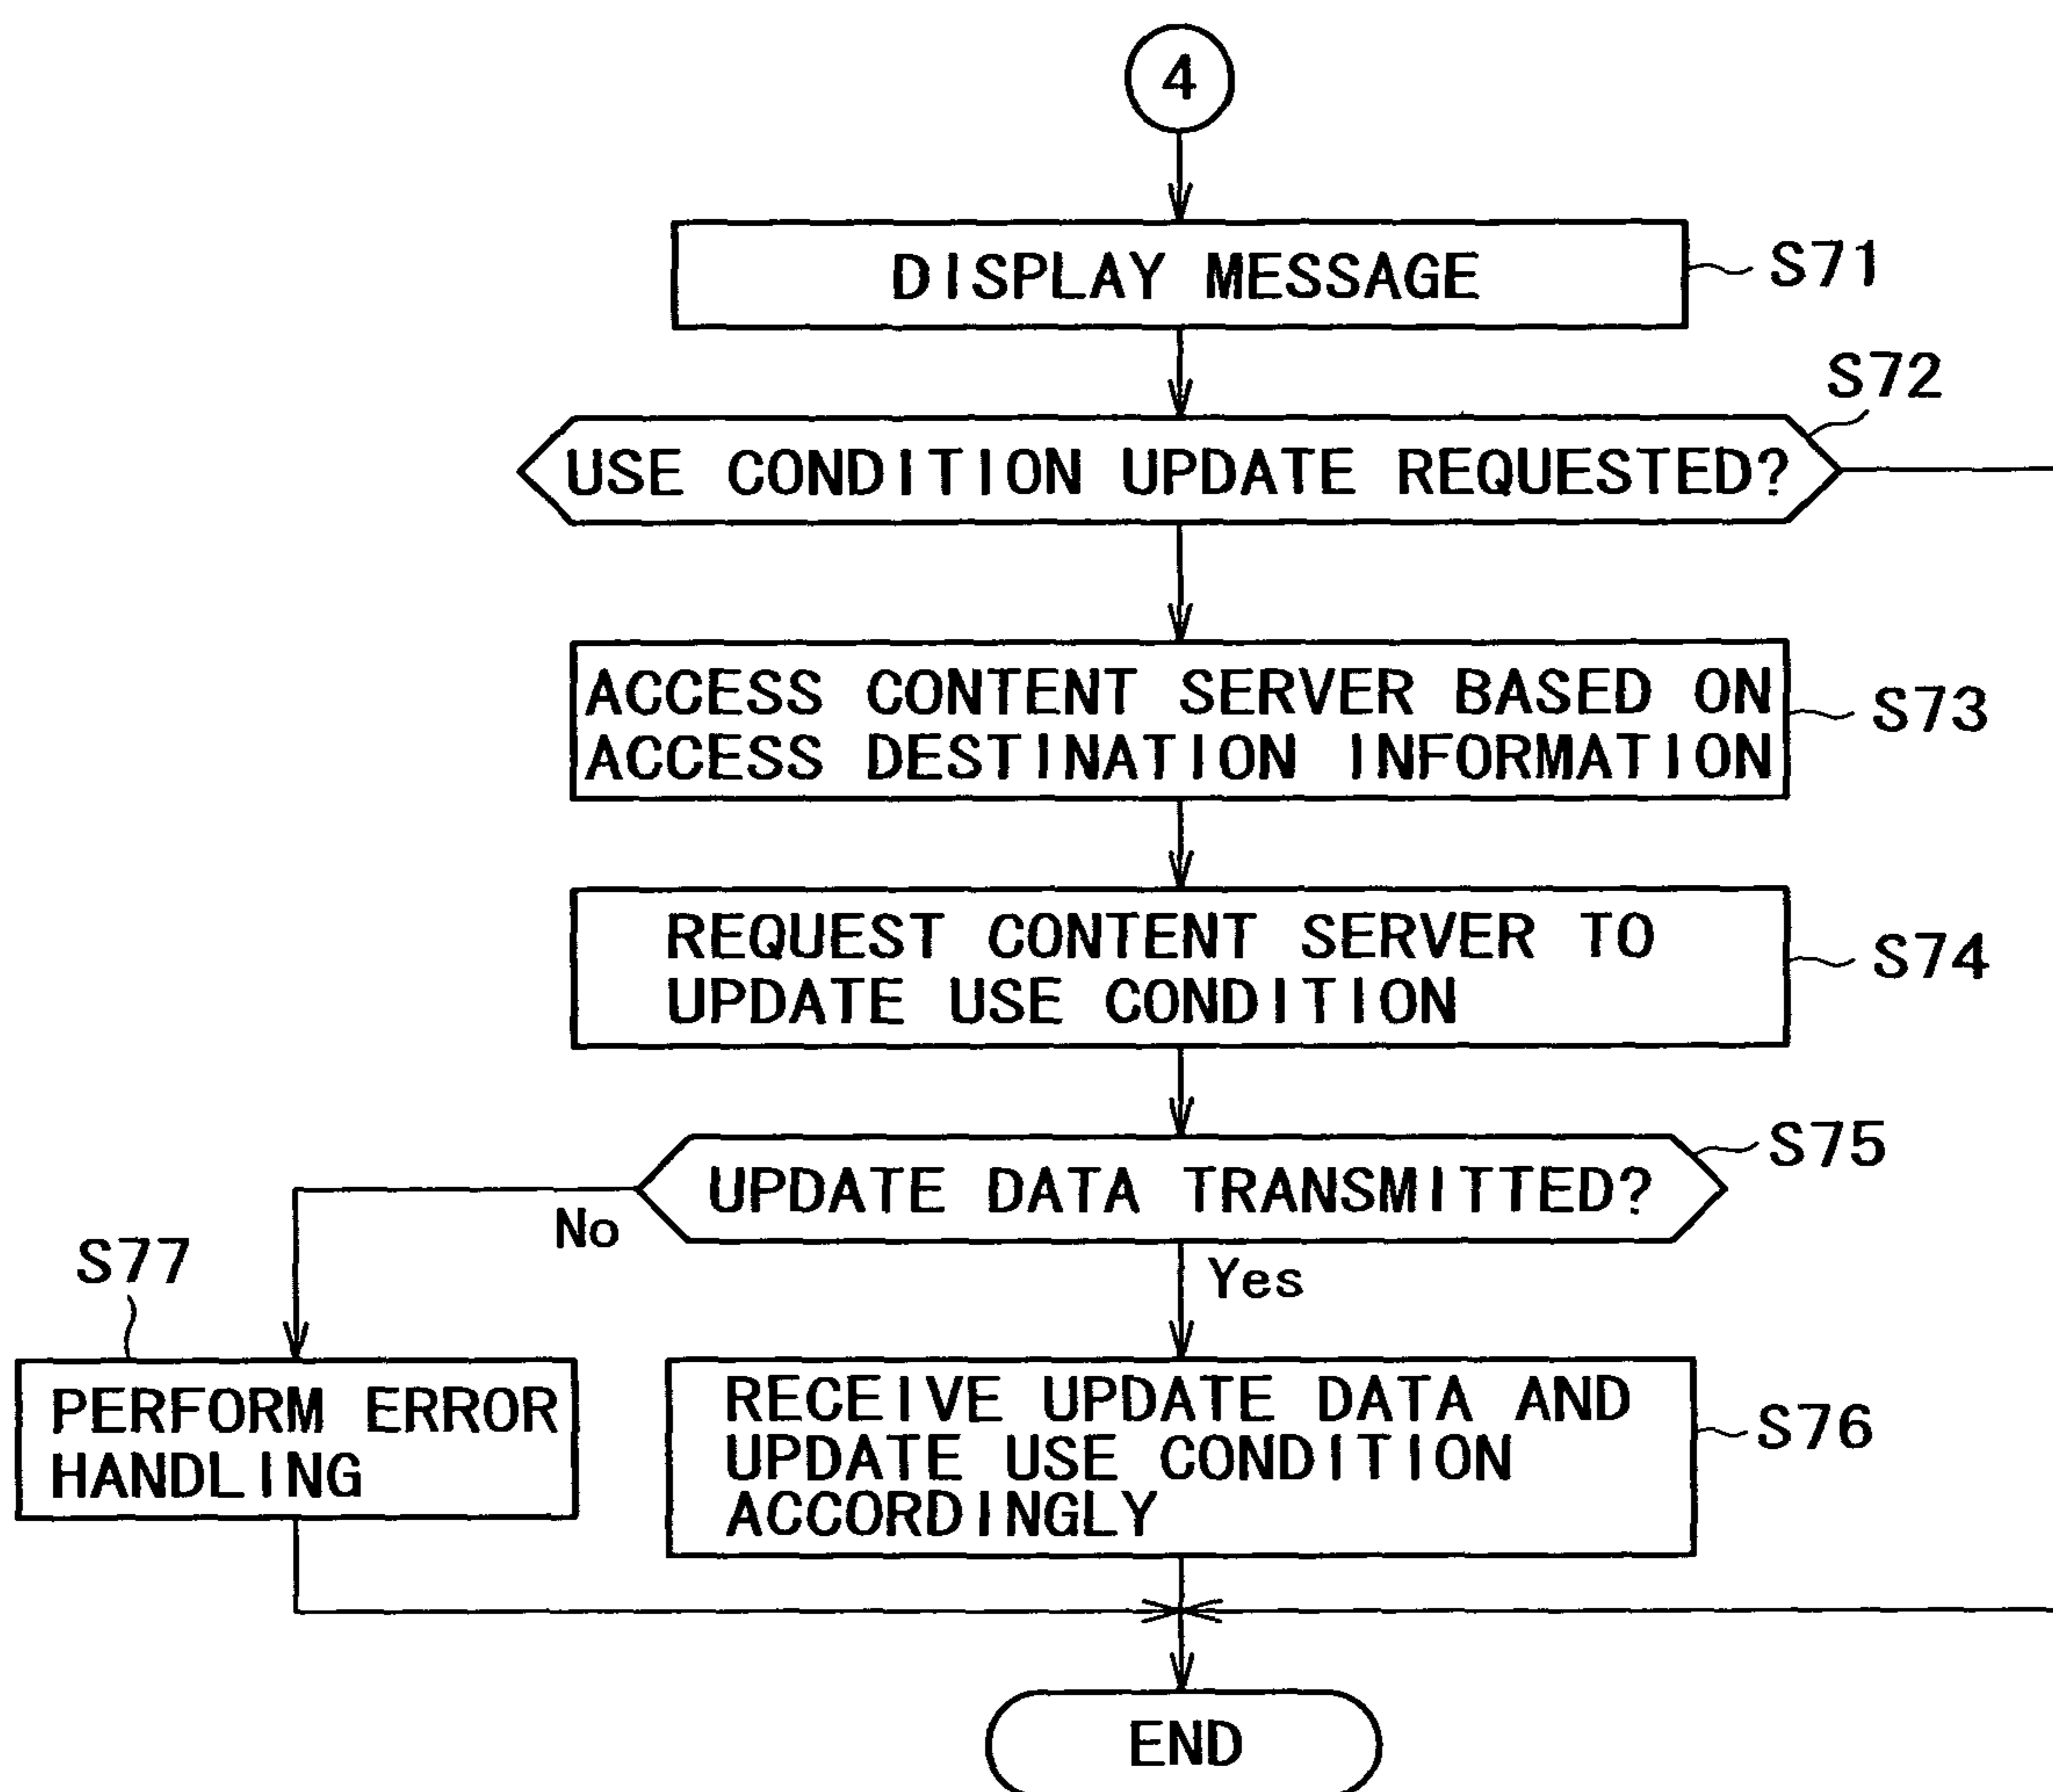 4
DISPLAY MESSAGE
S71
S72
USE CONDITION UPDATE REQUESTED?
ACCESS CONTENT SERVER BASED ON
ACCESS DESTINATION INFORMATION
S73
REQUEST CONTENT SERVER TO
UPDATE USE CONDITION
S74
S75
UPDATE DATA TRANSMITTED?
No
Yes
S77
PERFORM ERROR
HANDLING
RECEIVE UPDATE DATA AND
UPDATE USE CONDITION
ACCORDINGLY
S76
END